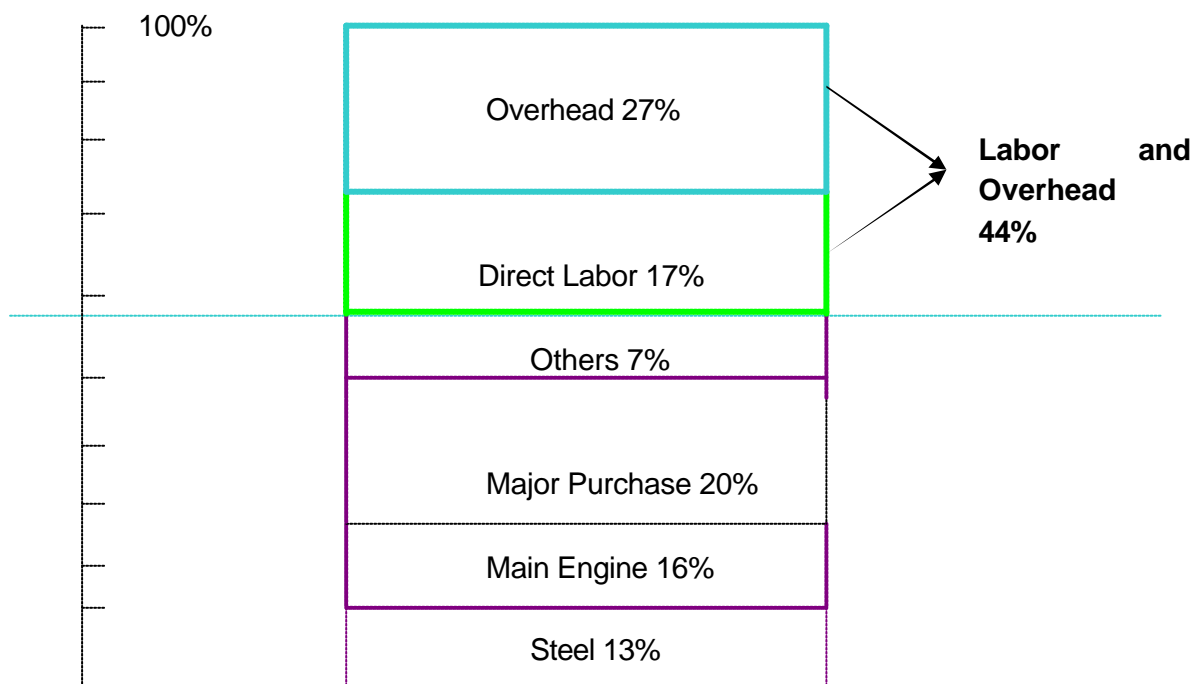 100%
Overhead 27%
Labor and
Overhead
44%
Direct Labor 17%
Others 7%
Major Purchase 20%
Main Engine 16%
Steel 13%